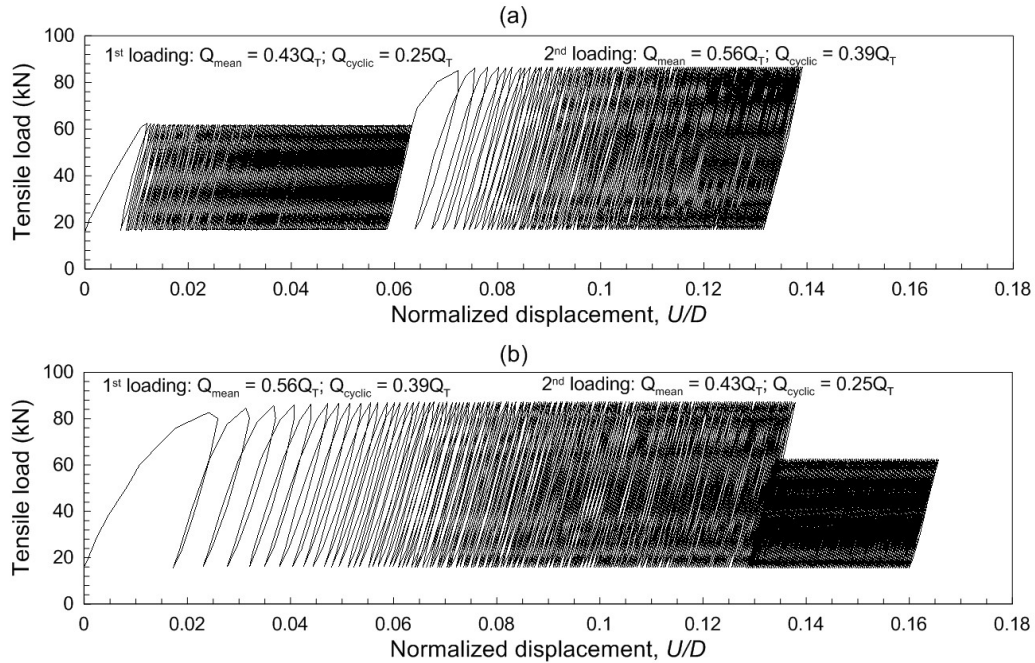 (a)
1st loading: Qmean = 0.43QT; Qcyclic = 0.25QT 2nd loading: Qmean = 0.56QT; Qcyclic = 0.39QT
Tensile load (kN)
100
80
60
40
20
0
0 0.02 0.04 0.06 0.08 0.1 0.12 0.14 0.16 0.18
Normalized displacement, U/D
(b)
1st loading: Qmean = 0.56QT; Qcyclic = 0.39QT 2nd loading: Qmean = 0.43QT; Qcyclic = 0.25QT
Tensile load (kN)
100
80
60
40
20
0
0 0.02 0.04 0.06 0.08 0.1 0.12 0.14 0.16 0.18
Normalized displacement, U/D